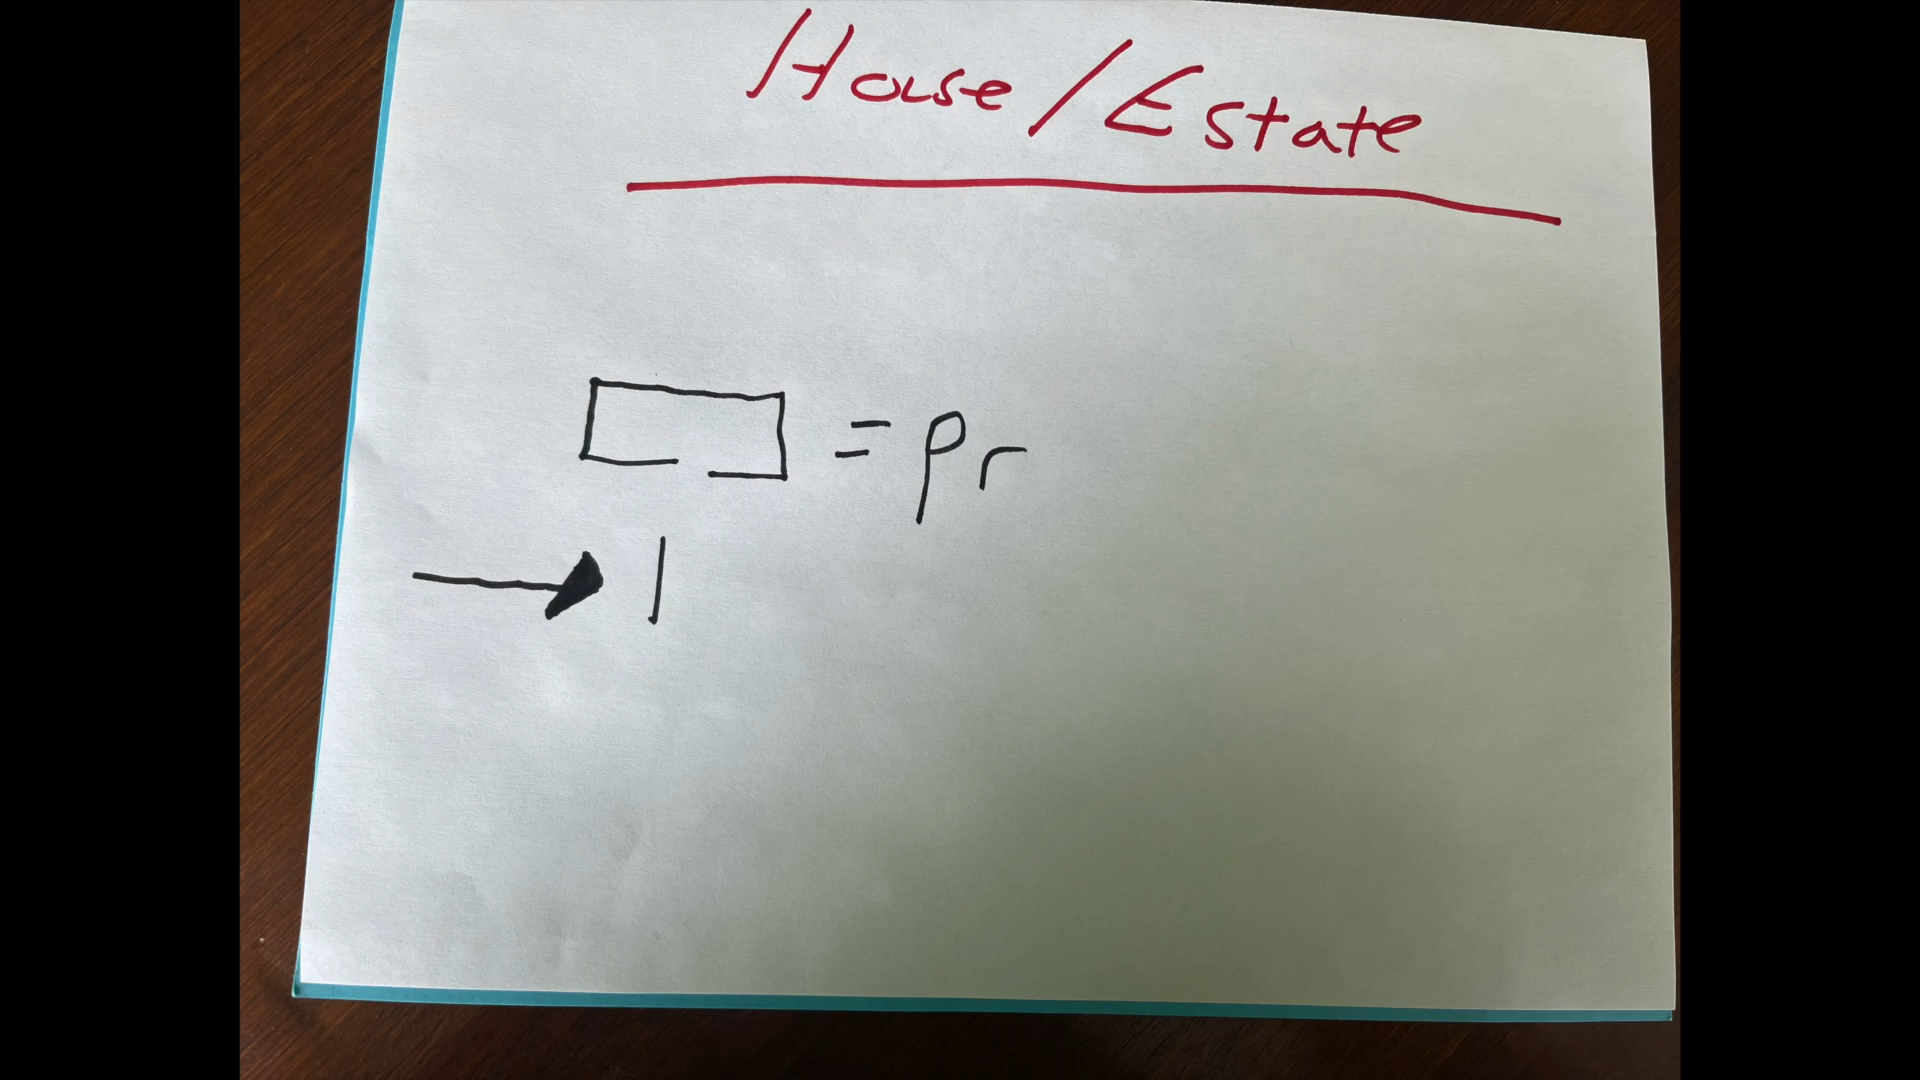 House/Estate
𓉐 = pr
→ 𓏤